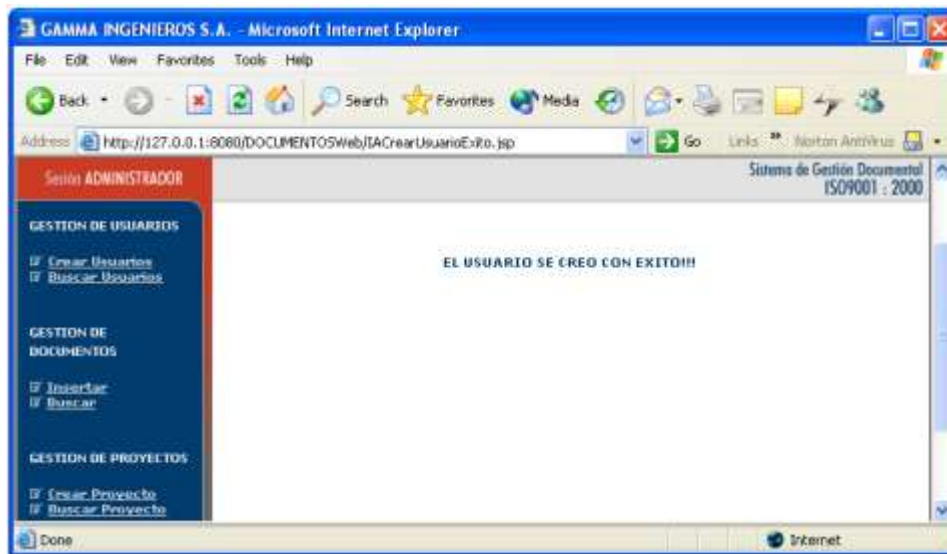 GAMMA INGENIEROS S.A. - Microsoft Internet Explorer
File Edit View Favorites Tools Help
Back Search Favorites Media
Address http://127.0.0.1:8080/DOCUMENTOSWeb/IACrearUsuarioExito.jsp Go Links » Norton AntiVirus
Sesión ADMINISTRADOR
Sistema de Gestión Documental
ISO9001 : 2000
GESTION DE USUARIOS
Crear Usuarios
Buscar Usuarios
EL USUARIO SE CREO CON EXITO!!!
GESTION DE
DOCUMENTOS
Insertar
Buscar
GESTION DE PROYECTOS
Crear Proyecto
Buscar Proyecto
Done Internet